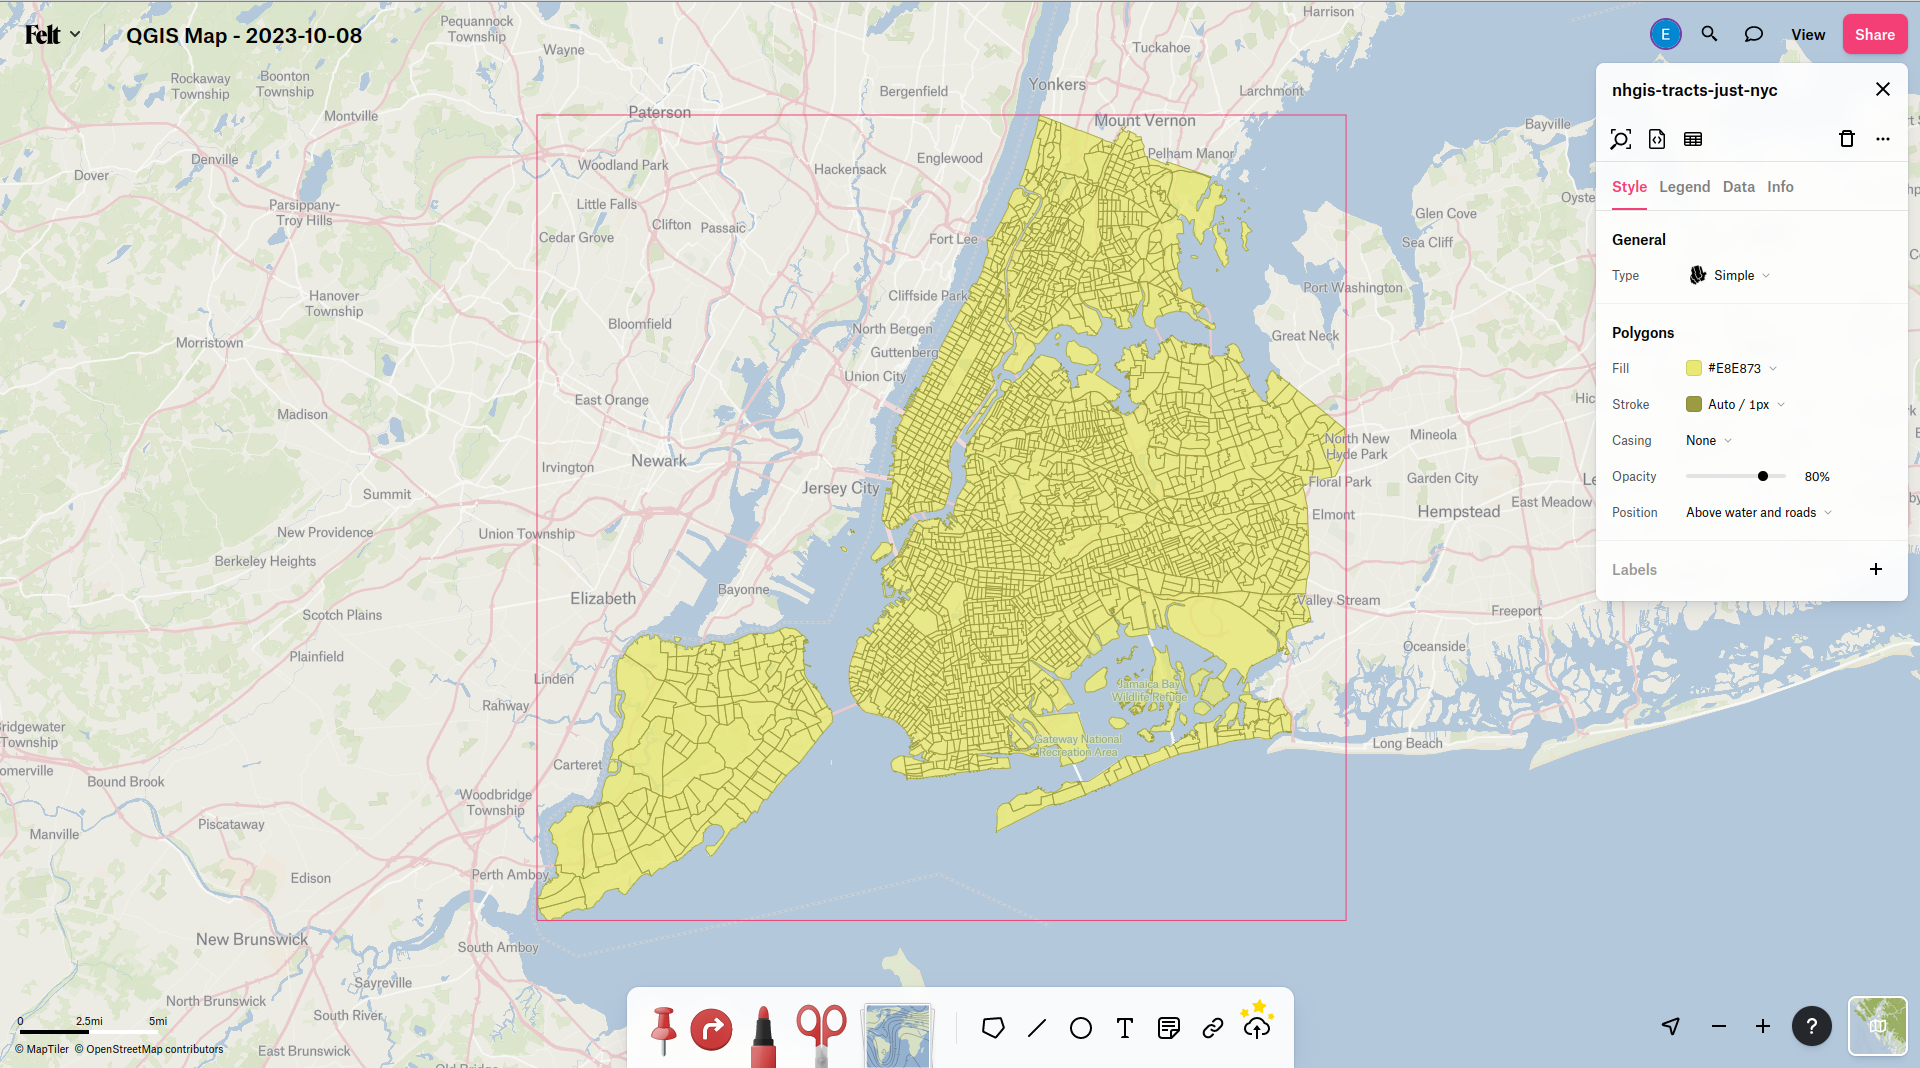 Felt
QGIS Map - 2023-10-08
E
View
Share
nhgis-tracts-just-nyc
Style
Legend
Data
Info
General
Type
Simple
Polygons
Fill
#E8E873
Stroke
Auto / 1px
Casing
None
Opacity
80%
Position
Above water and roads
Labels
Pequannock
Township
Harrison
Wayne
Tuckahoe
Rockaway
Township
Boonton
Township
Yonkers
Bergenfield
Larchmont
Montville
Paterson
Mount Vernon
Bayville
Denville
Woodland Park
Englewood
Pelham Manor
Hackensack
Dover
Parsippany-
Troy Hills
Little Falls
Clifton
Passaic
Cedar Grove
Fort Lee
Glen Cove
Sea Cliff
Oyste
Hanover
Township
Cliffside Park
Port Washington
Bloomfield
North Bergen
Great Neck
Morristown
Guttenberg
Union City
East Orange
Madison
Hic
North New
Hyde Park
Mineola
Irvington
Newark
Jersey City
Floral Park
Garden City
Le
Summit
East Meadow
Elmont
Hempstead
New Providence
Union Township
Berkeley Heights
Bayonne
Elizabeth
Valley Stream
Freeport
Scotch Plains
Oceanside
Plainfield
Linden
Jamaica Bay
Wildlife Refuge
Rahway
ridgewater
Township
Gateway National
Recreation Area
Long Beach
omerville
Carteret
Bound Brook
Woodbridge
Township
Piscataway
Manville
Edison
Perth Amboy
New Brunswick
South Amboy
Sayreville
North Brunswick
South River
East Brunswick
Old Bridge
0
2.5mi
5mi
© MapTiler © OpenStreetMap contributors
T
?